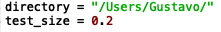 directory = "/Users/Gustavo/"
test_size = 0.2